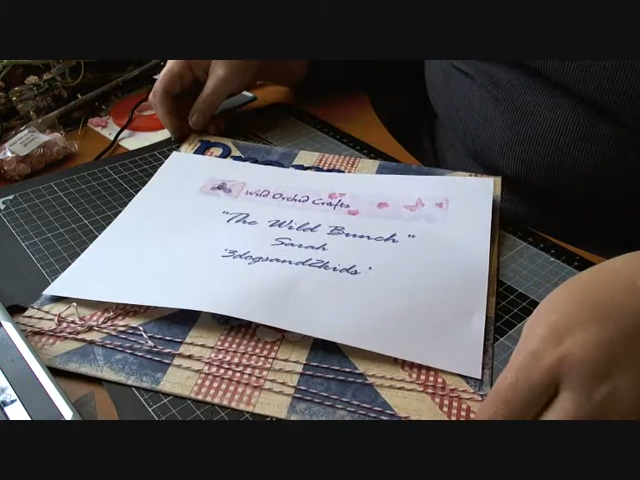 Wild Orchid Crafts
"The Wild Bunch"
Sarah
'3dogsand2kids'